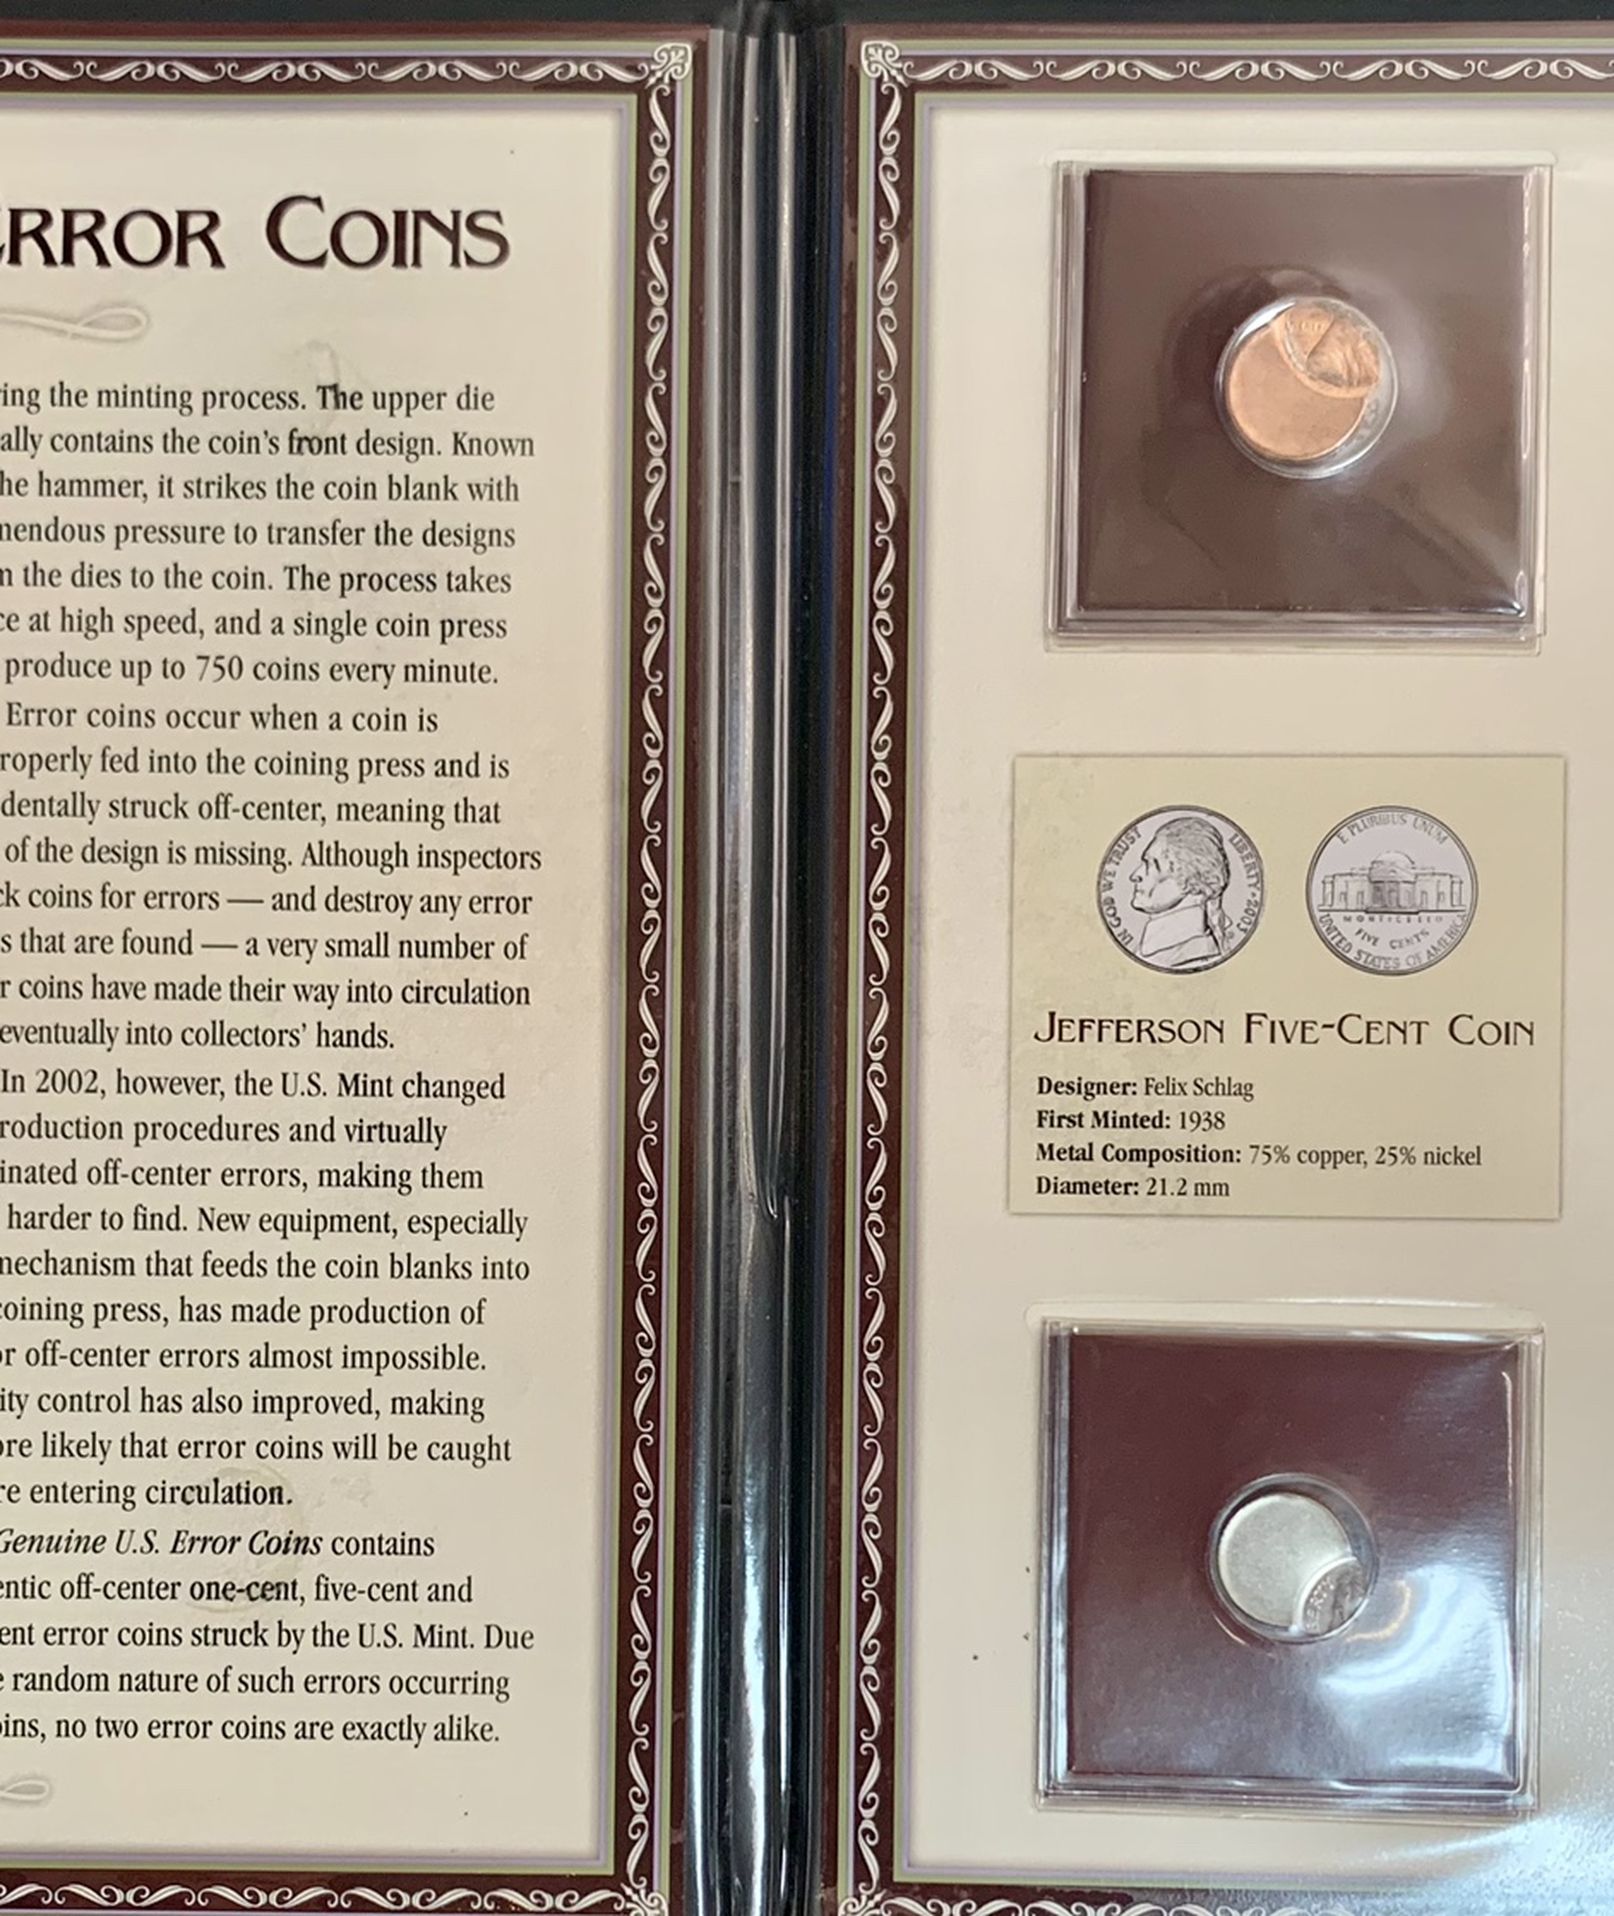 ERROR COINS
ing the minting process. The upper die
ally contains the coin's front design. Known
he hammer, it strikes the coin blank with
mendous pressure to transfer the designs
m the dies to the coin. The process takes
ce at high speed, and a single coin press
produce up to 750 coins every minute.
Error coins occur when a coin is
roperly fed into the coining press and is
dentally struck off-center, meaning that
of the design is missing. Although inspectors
ck coins for errors — and destroy any error
s that are found — a very small number of
r coins have made their way into circulation
eventually into collectors' hands.
In 2002, however, the U.S. Mint changed
roduction procedures and virtually
inated off-center errors, making them
harder to find. New equipment, especially
mechanism that feeds the coin blanks into
coining press, has made production of
or off-center errors almost impossible.
ity control has also improved, making
ore likely that error coins will be caught
re entering circulation.
Genuine U.S. Error Coins contains
entic off-center one-cent, five-cent and
ent error coins struck by the U.S. Mint. Due
e random nature of such errors occurring
oins, no two error coins are exactly alike.
IN GOD WE TRUST LIBERTY 2003
E PLURIBUS UNUM
MONTICELLO
FIVE CENTS
UNITED STATES OF AMERICA
JEFFERSON FIVE-CENT COIN
Designer: Felix Schlag
First Minted: 1938
Metal Composition: 75% copper, 25% nickel
Diameter: 21.2 mm